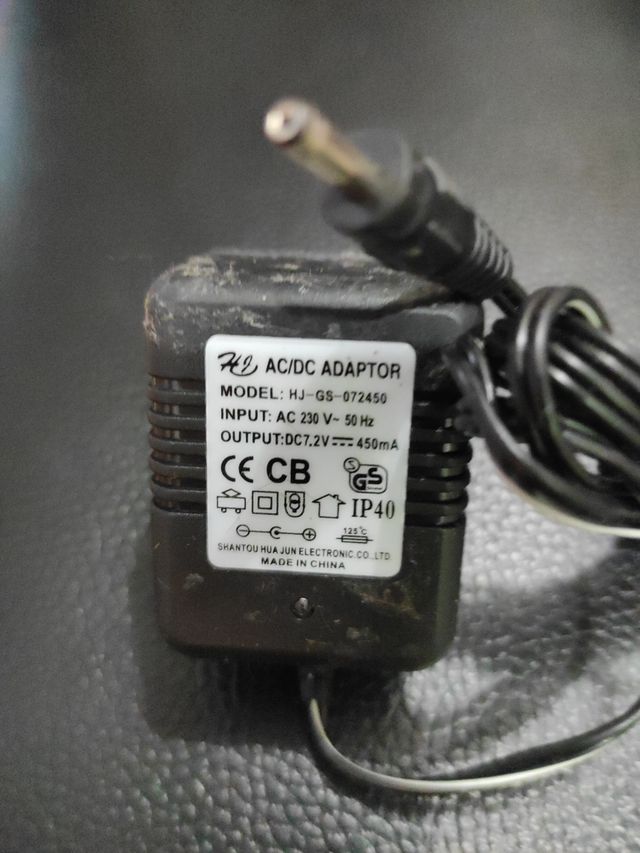 HJ AC/DC ADAPTOR
MODEL: HJ-GS-072450
INPUT: AC 230 V~ 50 Hz
OUTPUT:DC7.2V⎓ 450mA
CE CB S GS
IP40
125°C
SHANTOU HUA JUN ELECTRONIC.CO.,LTD
MADE IN CHINA